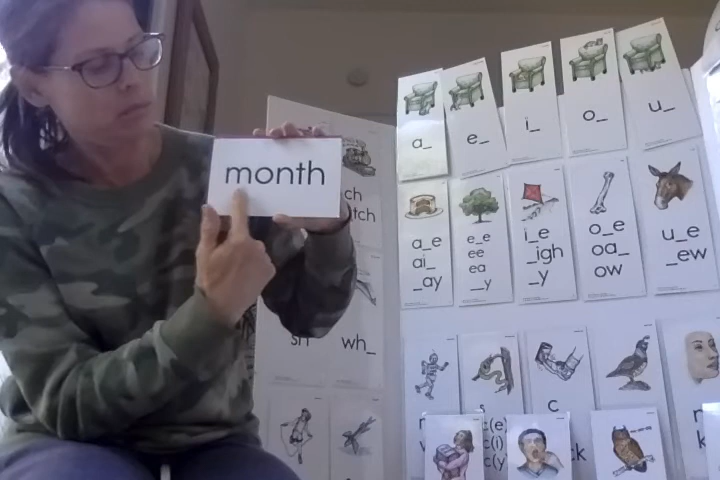 month
a_
e_
i_
o_
u_
ch
tch
a_e
ai_
_ay
e_e
ee
ea
_y
i_e
_igh
_y
o_e
oa_
ow
u_e
_ew
wh_
s
c(e)
c(i)
c(y)
c